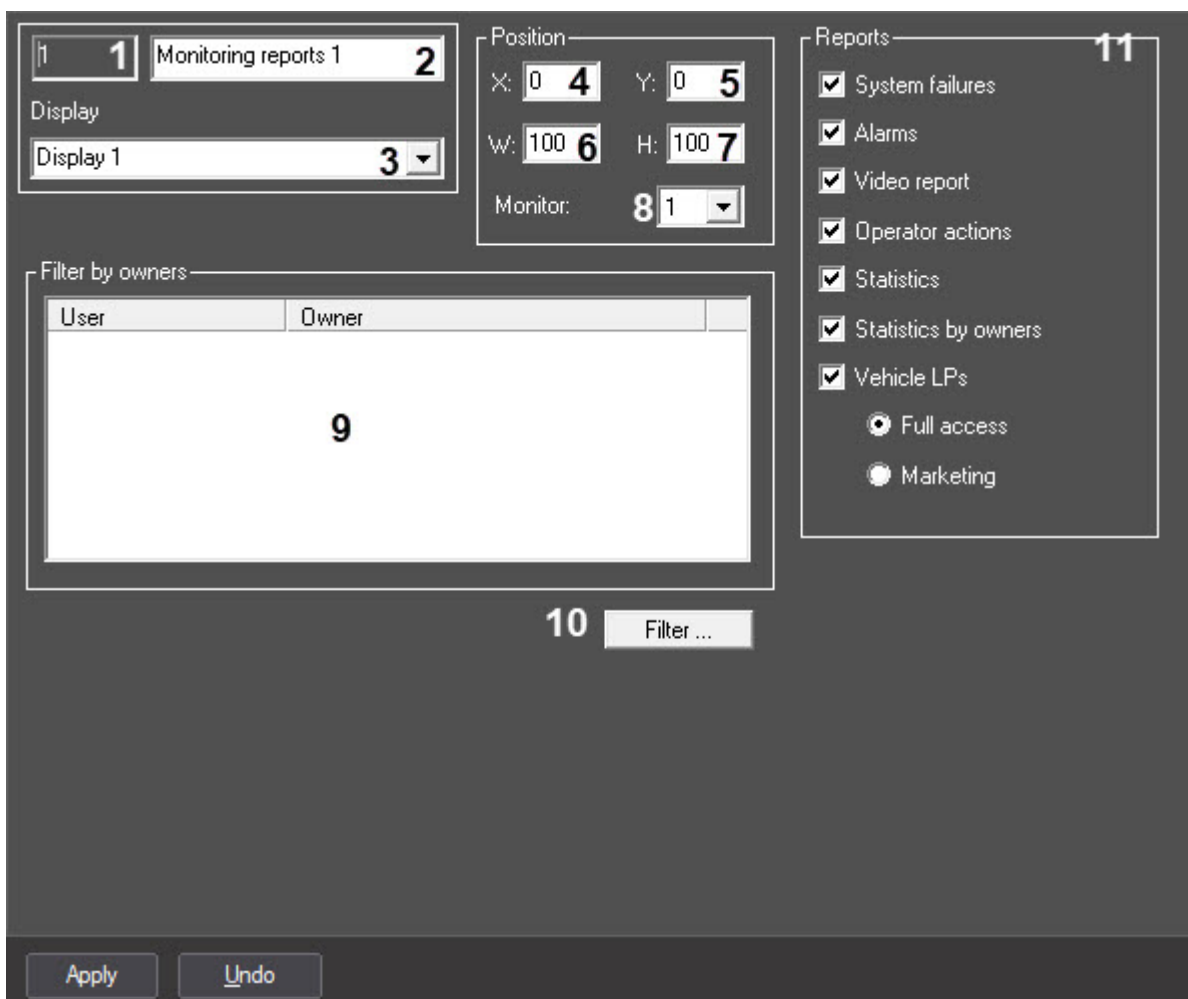 1 1 Monitoring reports 1 2
Display
Display 1 3
Position
X: 0 4 Y: 0 5
W: 100 6 H: 100 7
Monitor: 8 1
Reports 11
System failures
Alarms
Video report
Operator actions
Statistics
Statistics by owners
Vehicle LPs
Full access
Marketing
Filter by owners
User Owner
9
10 Filter ...
Apply Undo